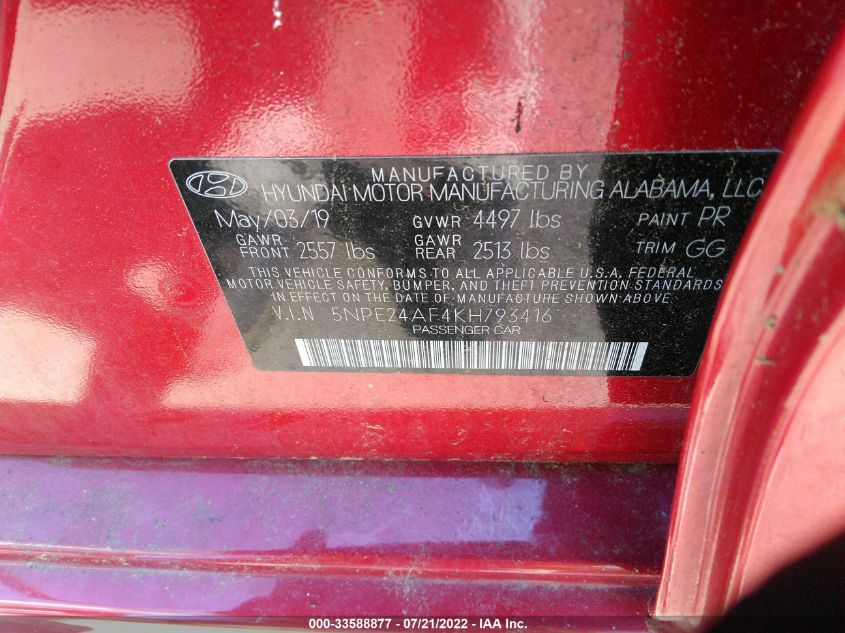 MANUFACTURED BY
HYUNDAI MOTOR MANUFACTURING ALABAMA, LLC
May/03/19 GVWR 4497 lbs PAINT PR
GAWR FRONT 2557 lbs GAWR REAR 2513 lbs TRIM GG
THIS VEHICLE CONFORMS TO ALL APPLICABLE U.S.A. FEDERAL
MOTOR VEHICLE SAFETY, BUMPER, AND THEFT PREVENTION STANDARDS
IN EFFECT ON THE DATE OF MANUFACTURE SHOWN ABOVE.
V.I.N 5NPE24AF4KH793416
PASSENGER CAR
000-33588877 / 07/21/2022 - IAA Inc.